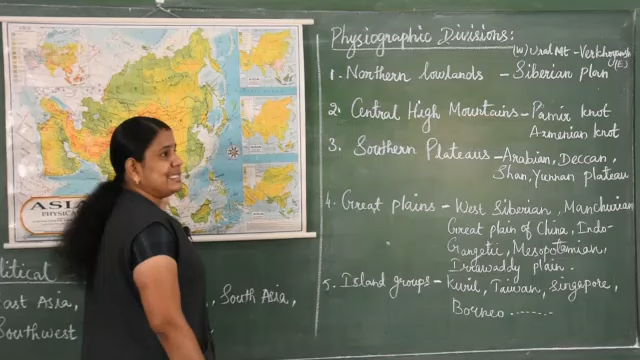 Physiographic Divisions:
(W) Ural Mt - Verkhoyansk (E)
1. Northern lowlands - Siberian plain
2. Central High Mountains - Pamir knot
Armenian knot
3. Southern Plateaus - Arabian, Deccan,
Shan, Yunnan plateau
4. Great plains - West Siberian, Manchurian
Great plain of China, Indo-
Gangetic, Mesopotamian,
Irrawaddy plain.
5. Island groups - Kuril, Taiwan, Singapore,
Borneo.......
ASIA
PHYSICAL
litical
East Asia, South Asia,
Southwest